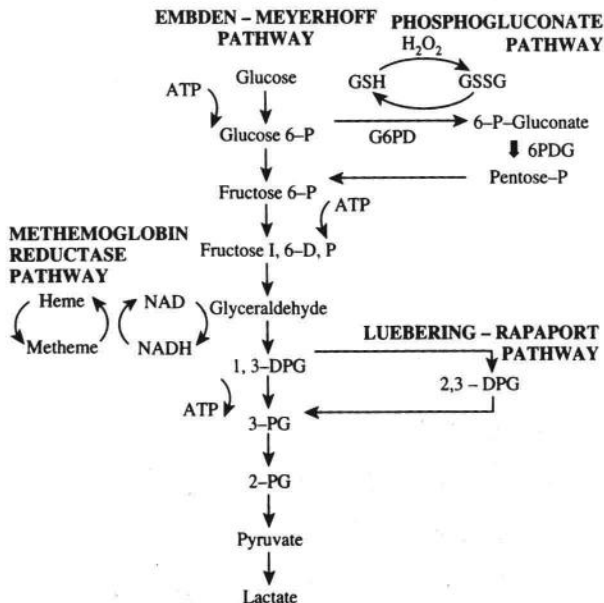 EMBDEN – MEYERHOFF
PATHWAY
PHOSPHOGLUCONATE
PATHWAY
H₂O₂
Glucose
GSH
GSSG
ATP
Glucose 6–P
G6PD
6–P–Gluconate
6PDG
Fructose 6–P
Pentose–P
ATP
METHEMOGLOBIN
REDUCTASE
PATHWAY
Fructose I, 6–D, P
Heme
NAD
Glyceraldehyde
Metheme
NADH
LUEBERING – RAPAPORT
PATHWAY
1, 3–DPG
2,3 – DPG
ATP
3–PG
2–PG
Pyruvate
Lactate